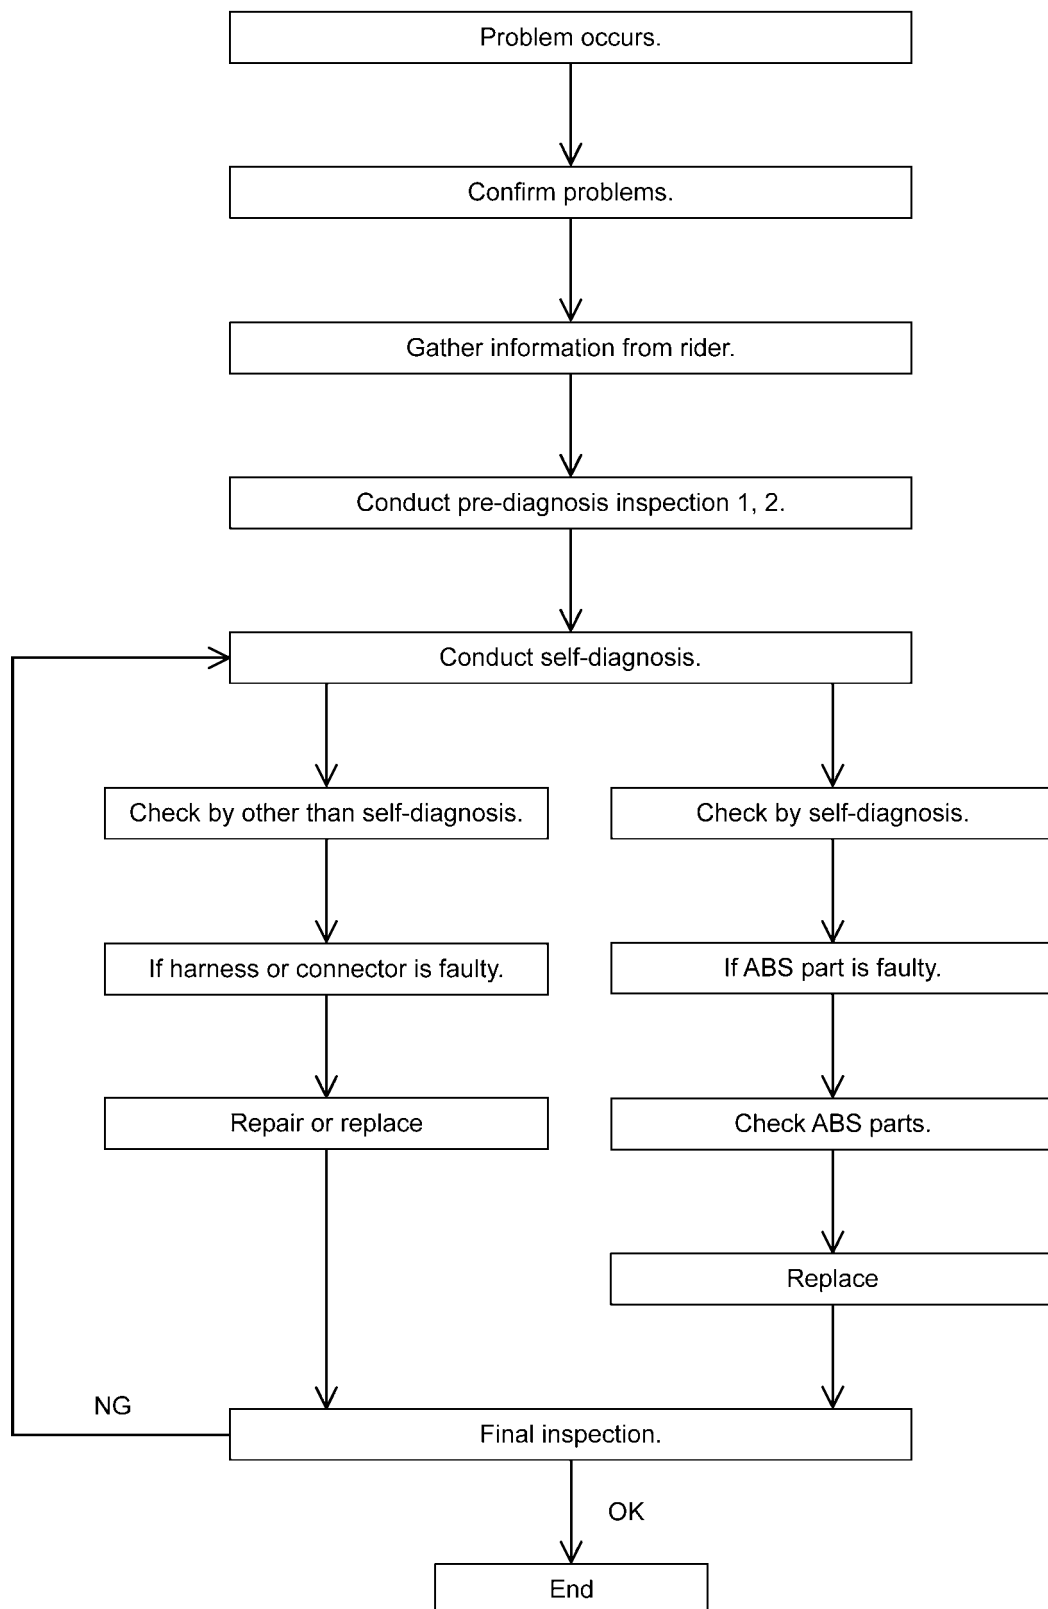 Problem occurs.
Confirm problems.
Gather information from rider.
Conduct pre-diagnosis inspection 1, 2.
Conduct self-diagnosis.
Check by other than self-diagnosis.
Check by self-diagnosis.
If harness or connector is faulty.
If ABS part is faulty.
Repair or replace
Check ABS parts.
Replace
NG
Final inspection.
OK
End